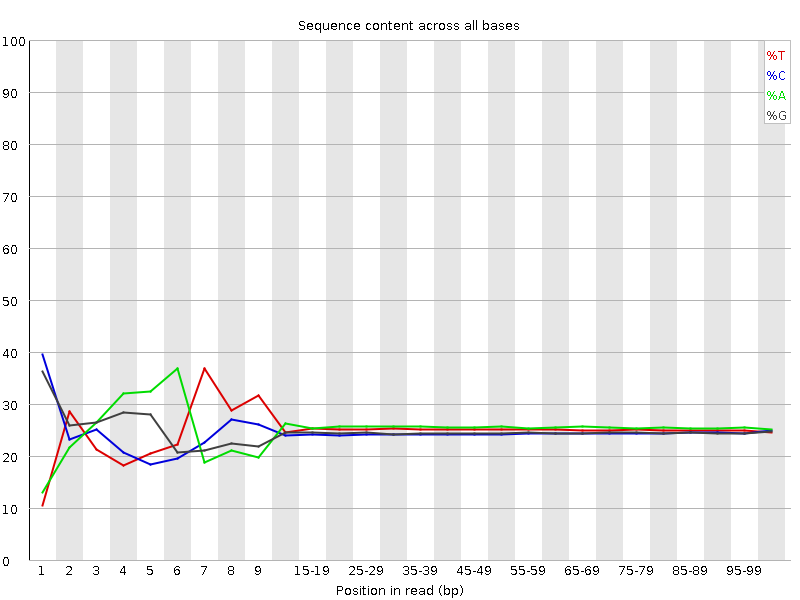 Sequence content across all bases
%T
%C
%A
%G
100
90
80
70
60
50
40
30
20
10
0
1 2 3 4 5 6 7 8 9 15-19 25-29 35-39 45-49 55-59 65-69 75-79 85-89 95-99
Position in read (bp)